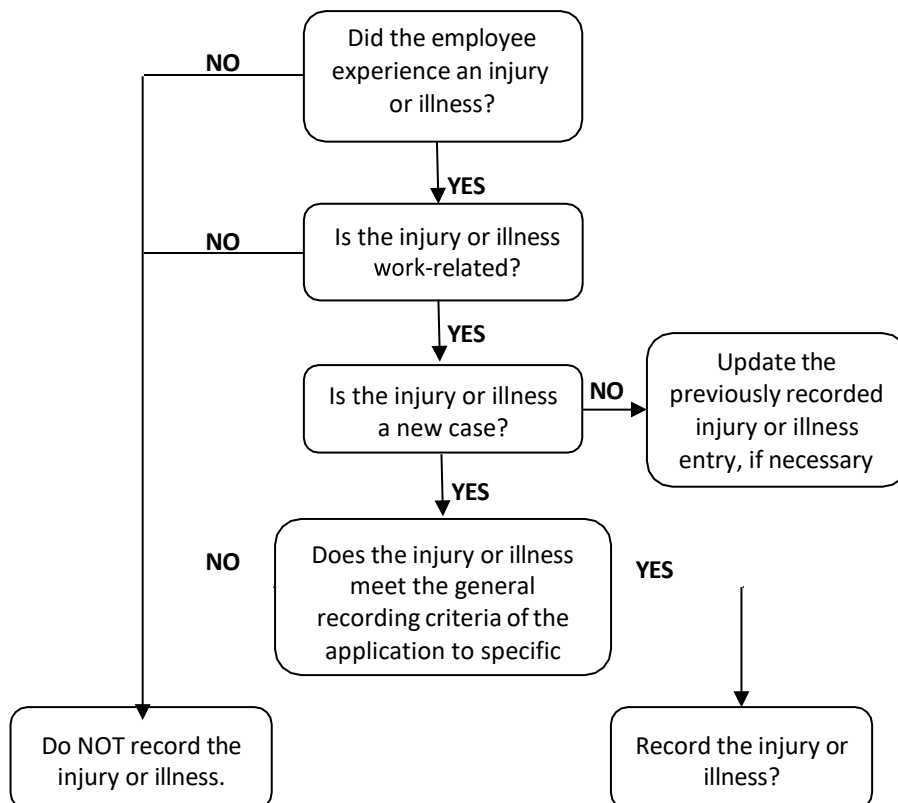 Did the employee
experience an injury
or illness?
NO
YES
Is the injury or illness
work-related?
NO
YES
Is the injury or illness
a new case?
NO
Update the
previously recorded
injury or illness
entry, if necessary
YES
Does the injury or illness
meet the general
recording criteria of the
application to specific
NO
YES
Do NOT record the
injury or illness.
Record the injury or
illness?